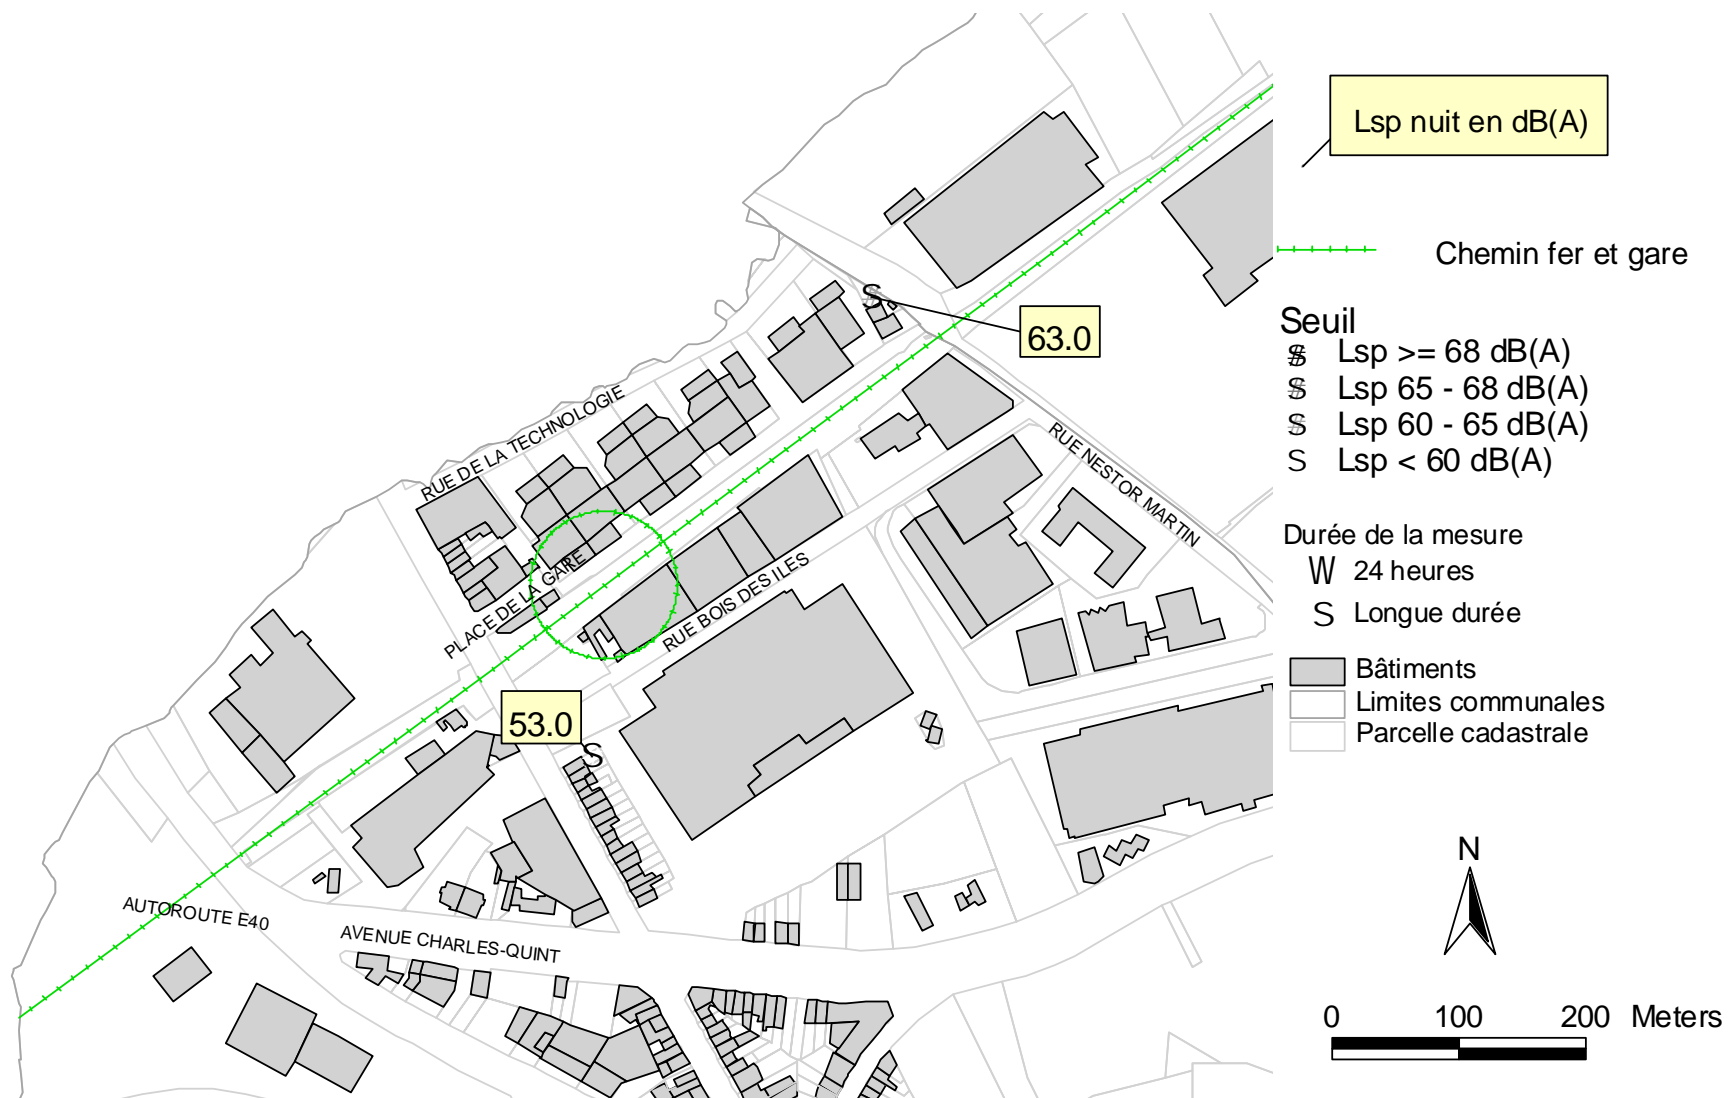 Lsp nuit en dB(A)
Chemin fer et gare
63.0
Seuil
S Lsp >= 68 dB(A)
S Lsp 65 - 68 dB(A)
S Lsp 60 - 65 dB(A)
S Lsp < 60 dB(A)
RUE DE LA TECHNOLOGIE
RUE NESTOR MARTIN
Durée de la mesure
W 24 heures
S Longue durée
PLACE DE LA GARE
RUE BOIS DES ILES
Bâtiments
Limites communales
Parcelle cadastrale
53.0
S
S
AUTOROUTE E40
AVENUE CHARLES-QUINT
N
0 100 200 Meters